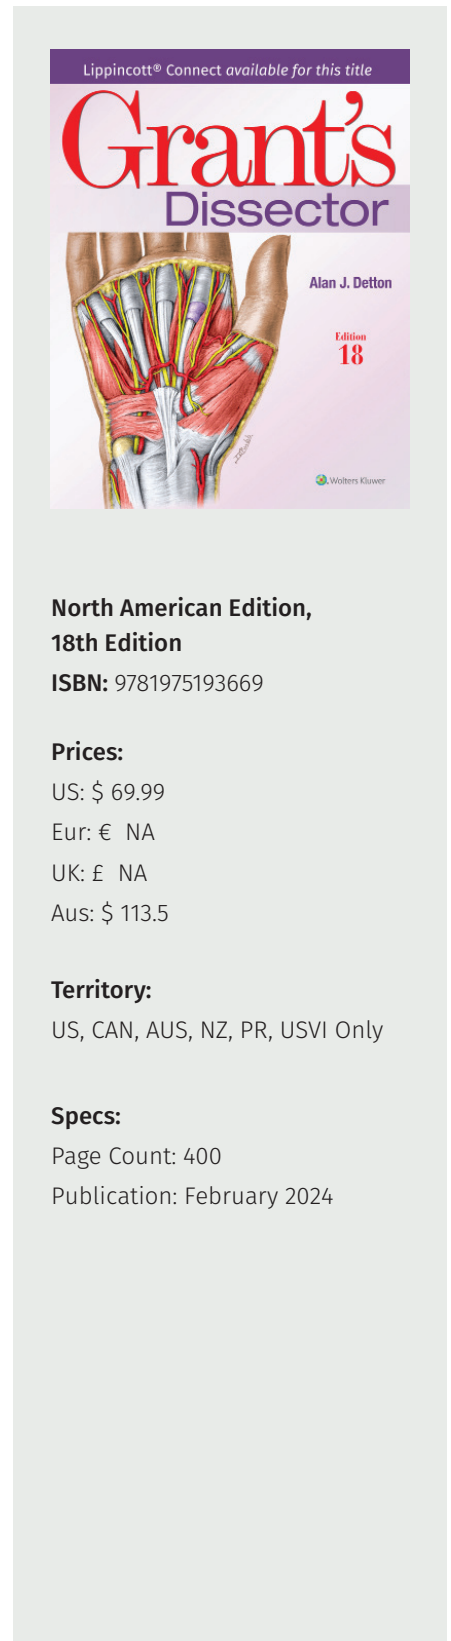 Lippincott® Connect available for this title
Grant's
Dissector
Alan J. Detton
Edition
18
Wolters Kluwer
North American Edition,
18th Edition
ISBN: 9781975193669
Prices:
US: $ 69.99
Eur: €  NA
UK: £  NA
Aus: $ 113.5
Territory:
US, CAN, AUS, NZ, PR, USVI Only
Specs:
Page Count: 400
Publication: February 2024